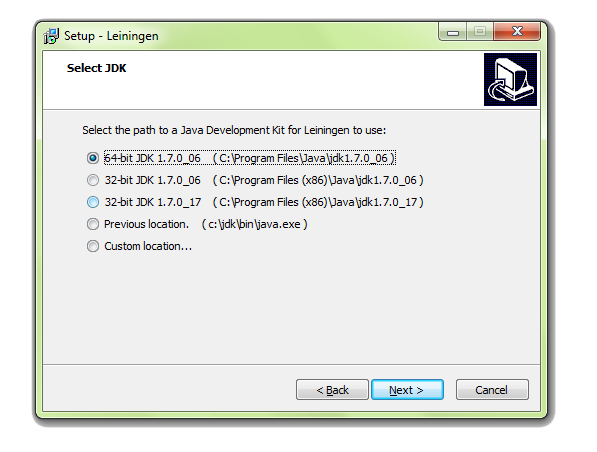 Setup - Leiningen
Select JDK
Select the path to a Java Development Kit for Leiningen to use:
64-bit JDK 1.7.0_06 ( C:\Program Files\Java\jdk1.7.0_06 )
32-bit JDK 1.7.0_06 ( C:\Program Files (x86)\Java\jdk1.7.0_06 )
32-bit JDK 1.7.0_17 ( C:\Program Files (x86)\Java\jdk1.7.0_17 )
Previous location. ( c:\jdk\bin\java.exe )
Custom location...
< Back Next > Cancel